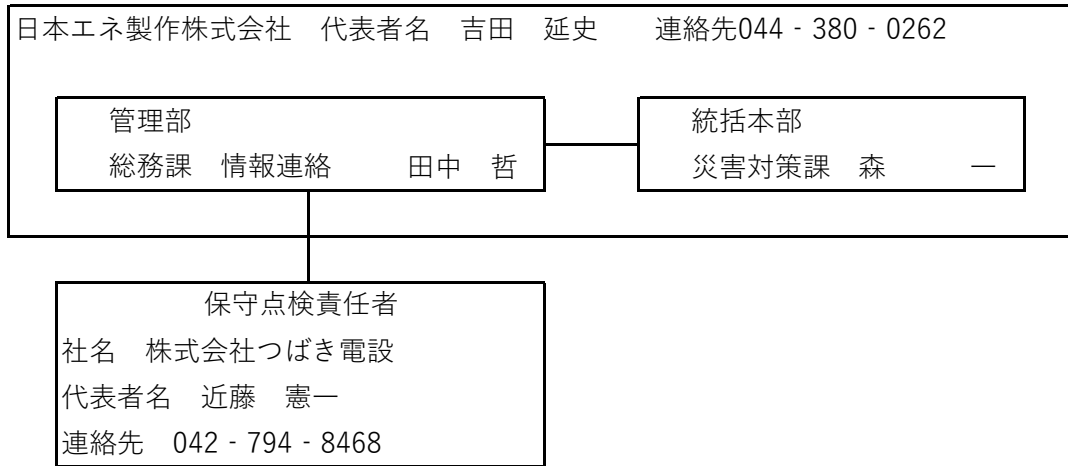 日本エネ製作株式会社　代表者名　吉田　延史　　連絡先044‐380‐0262
管理部
総務課　情報連絡　　田中　哲
統括本部
災害対策課　森　　一
保守点検責任者
社名　株式会社つばき電設
代表者名　近藤　憲一
連絡先　042‐794‐8468